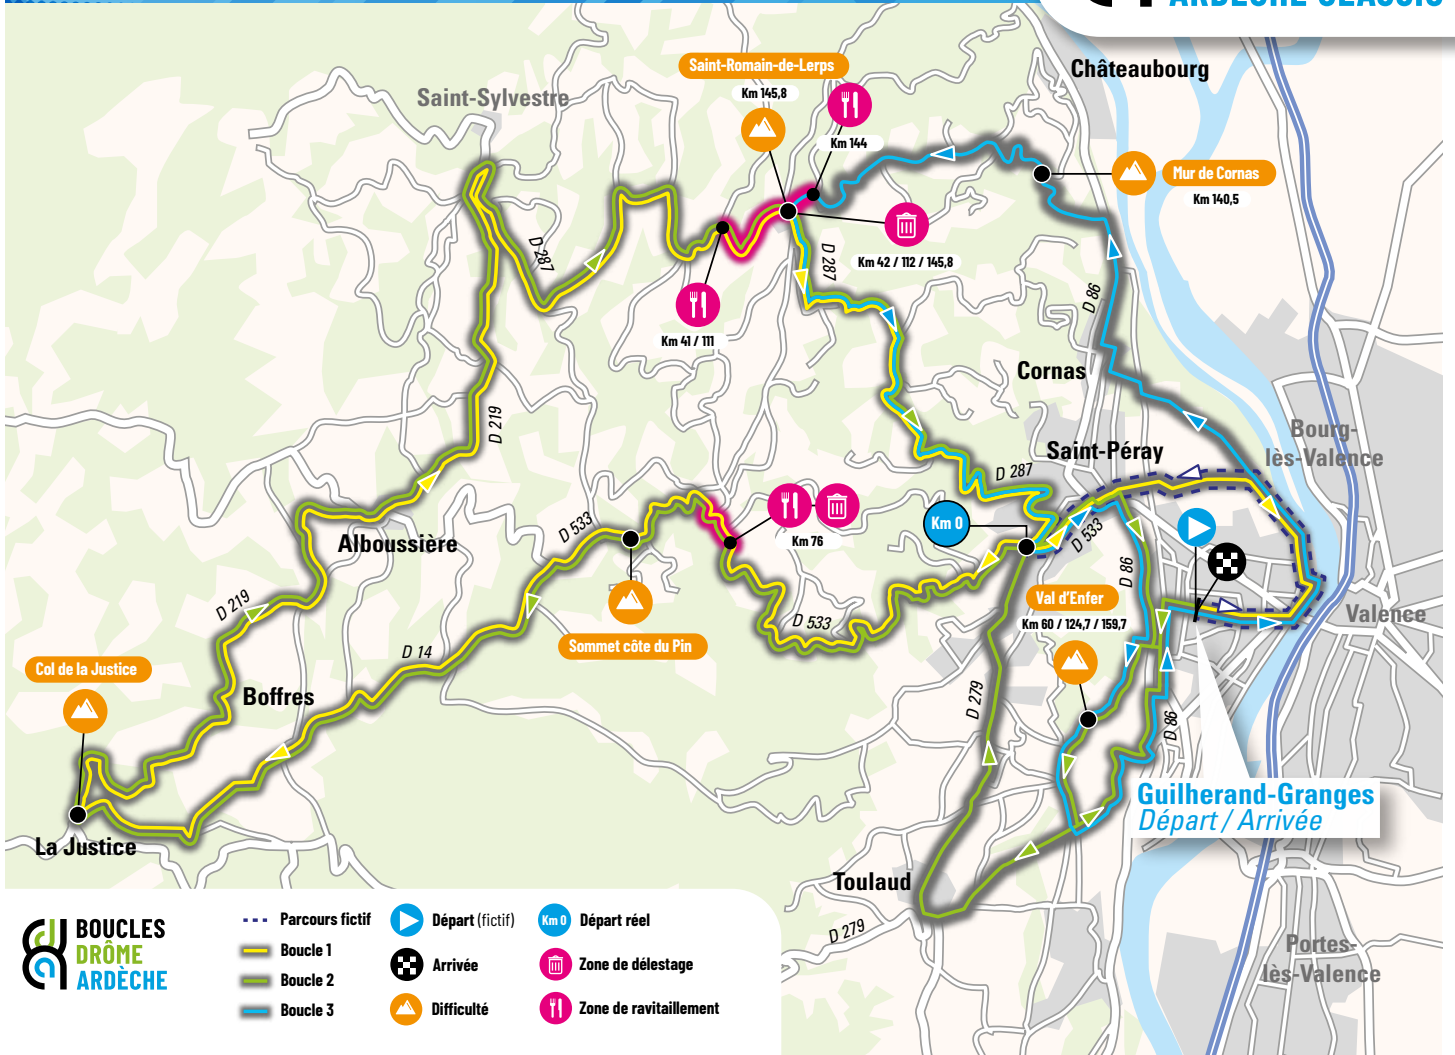 ARDÈCHE CLASSIC
Châteaubourg
Saint-Romain-de-Lerps
Km 145,8
Saint-Sylvestre
Km 144
Mur de Cornas
Km 140,5
D 287
D 287
Km 42 / 112 / 145,8
D 86
Km 41 / 111
Cornas
D 219
Bourg-
lès-Valence
Saint-Péray
D 287
Km 0
D 533
Alboussière
D 533
Km 76
D 86
Val d'Enfer
Km 60 / 124,7 / 159,7
Valence
D 219
D 533
Sommet côte du Pin
D 14
Col de la Justice
Boffres
D 279
D 86
Guilherand-Granges
Départ / Arrivée
La Justice
Toulaud
D 279
Portes-
lès-Valence
BOUCLES
DRÔME
ARDÈCHE
Parcours fictif
Boucle 1
Boucle 2
Boucle 3
Départ (fictif)
Arrivée
Difficulté
Km 0
Départ réel
Zone de délestage
Zone de ravitaillement